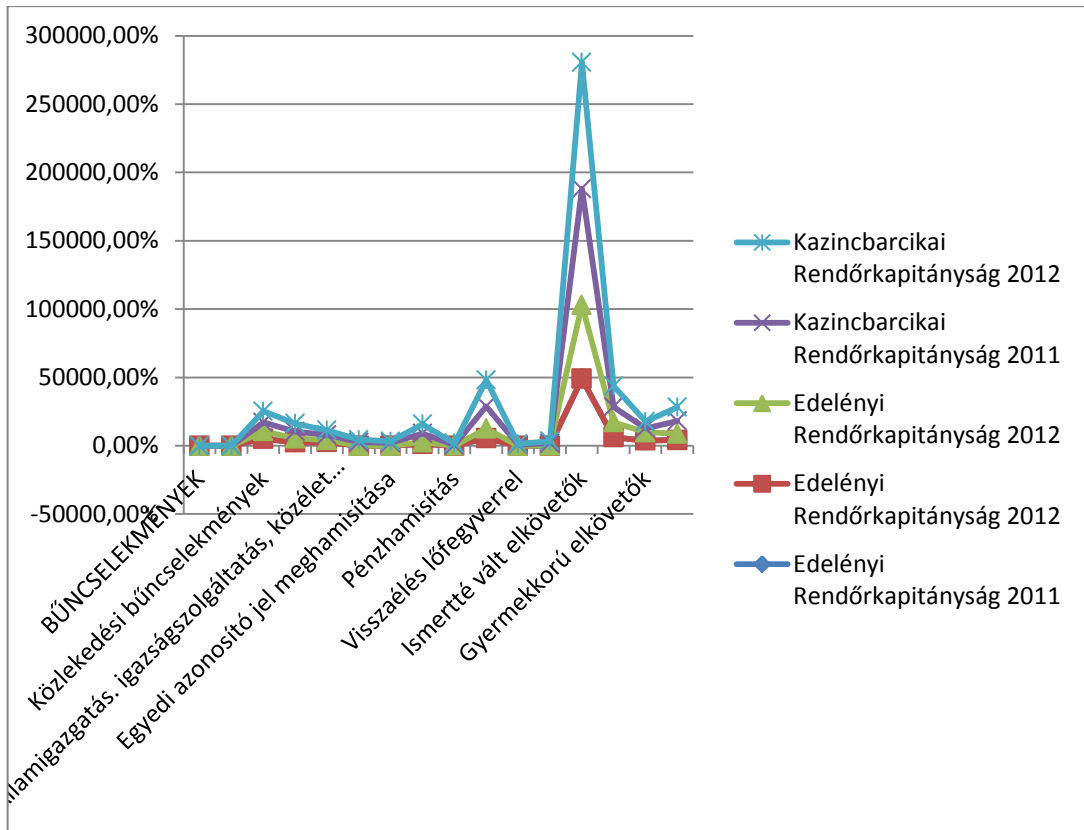 300000,00%
250000,00%
200000,00%
150000,00%
100000,00%
50000,00%
0,00%
-50000,00%
BŰNCSELEKMÉNYEK
Közlekedési bűncselekmények
llamigazgatás. igazságszolgáltatás, közélet...
Egyedi azonosító jel meghamisítása
Pénzhamisítás
Visszaélés lőfegyverrel
Ismertté vált elkövetők
Gyermekkorú elkövetők
Kazincbarcikai
Rendőrkapitányság 2012
Kazincbarcikai
Rendőrkapitányság 2011
Edelényi
Rendőrkapitányság 2012
Edelényi
Rendőrkapitányság 2012
Edelényi
Rendőrkapitányság 2011